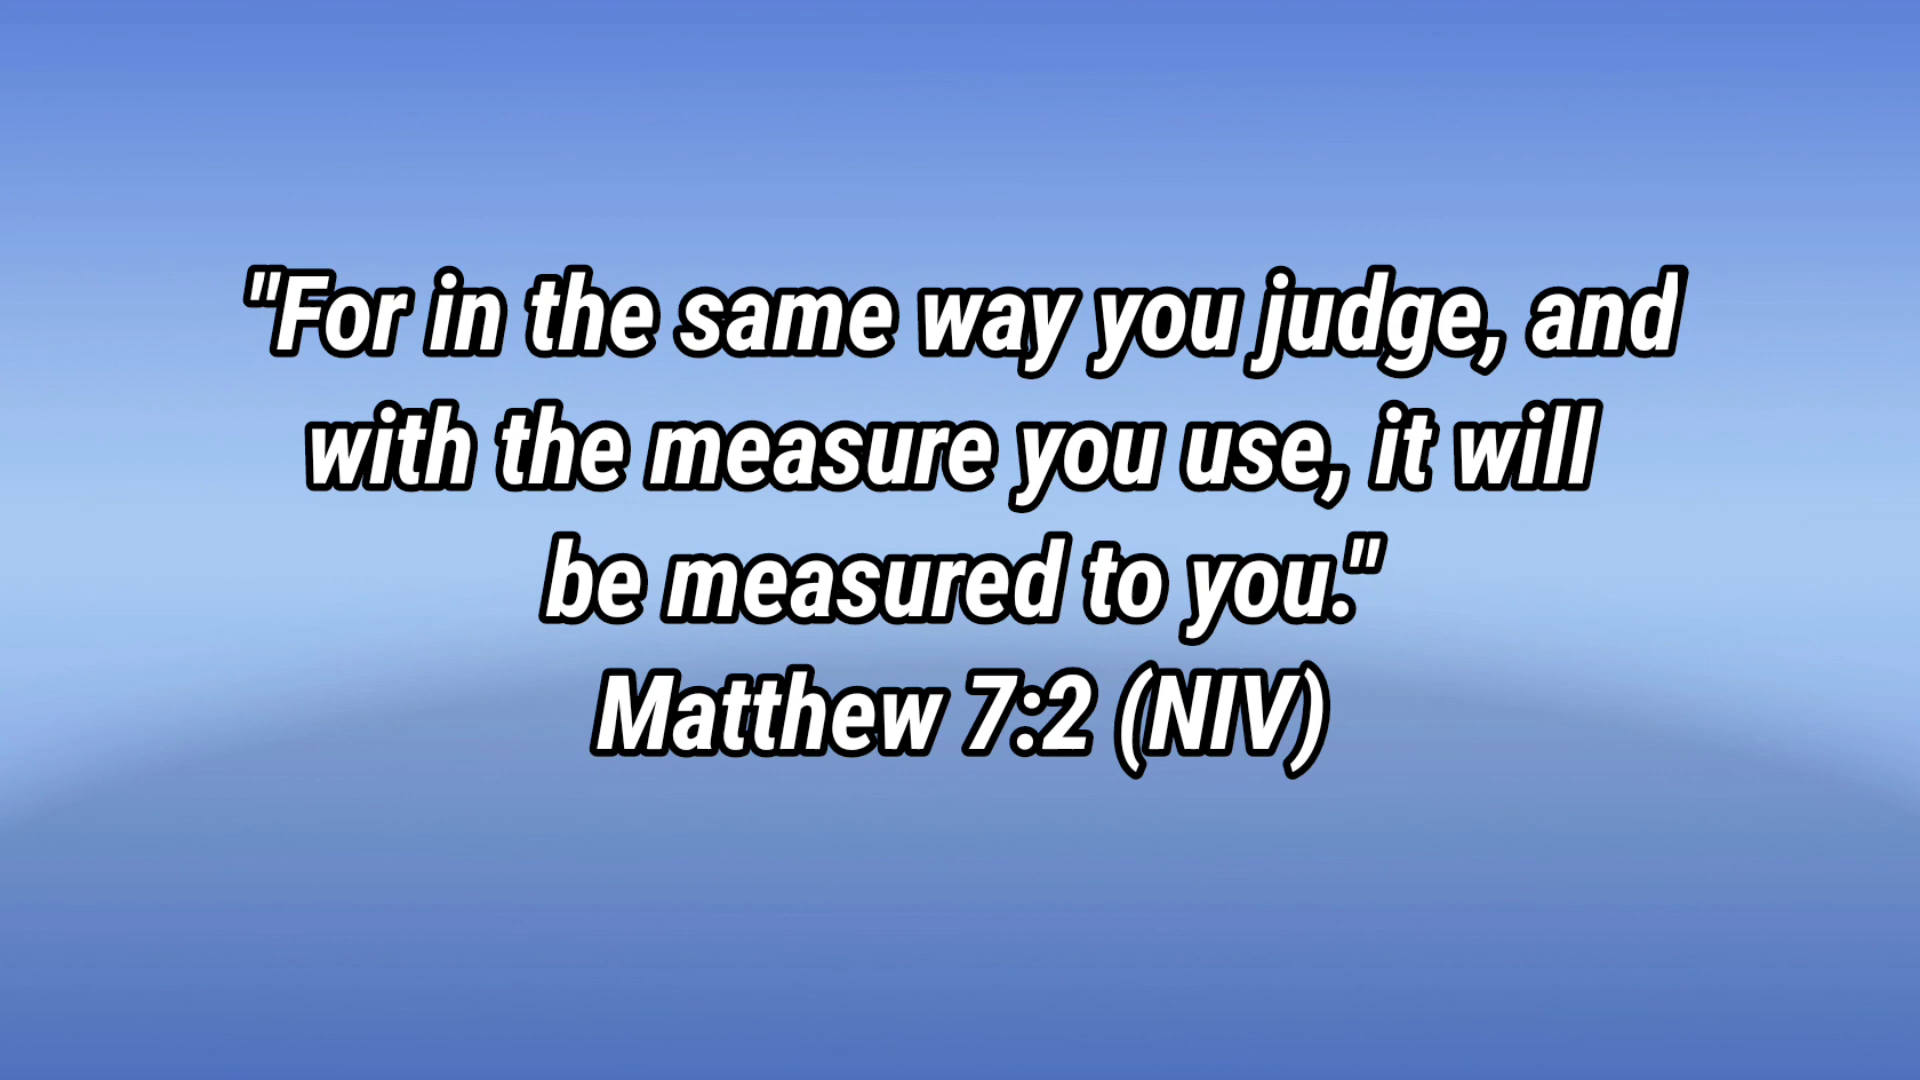 "For in the same way you judge, and
with the measure you use, it will
be measured to you."
Matthew 7:2 (NIV)